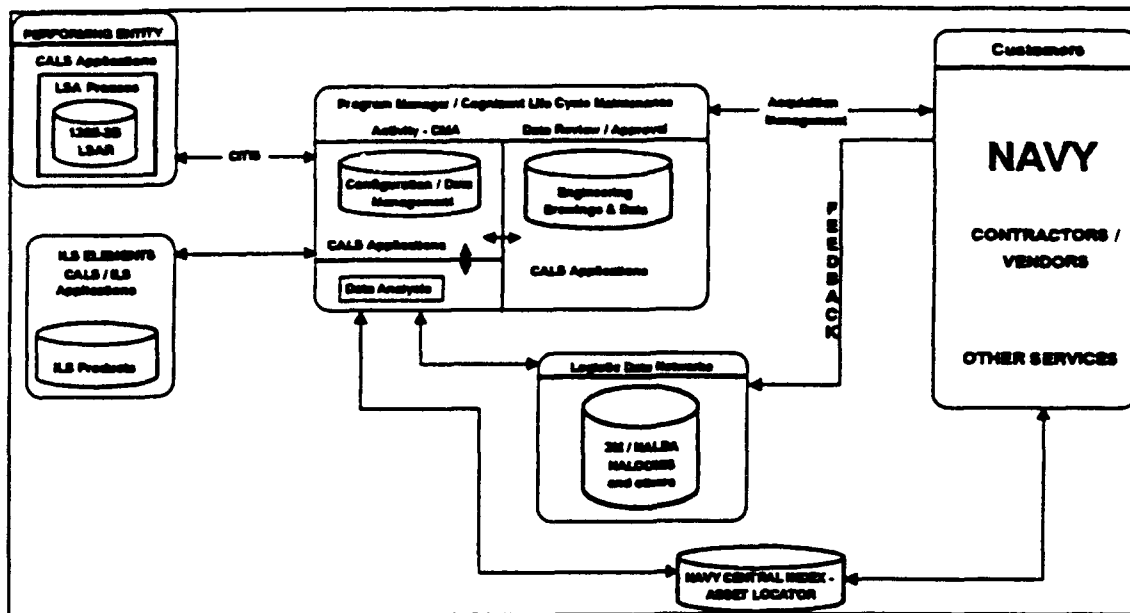 PERFORMING ENTITY
CALS Applications
LSA Process
1388-2B
LSAR
CITIS
ILS ELEMENTS
CALS / ILS
Applications
ILS Products
Program Manager / Cognizant Life Cycle Maintenance
Activity - CMA
Data Review / Approval
Configuration / Data
Management
Engineering
Drawings & Data
CALS Applications
CALS Applications
Data Analysis
Acquisition
Management
FEEDBACK
Customers
NAVY
CONTRACTORS /
VENDORS
OTHER SERVICES
Logistic Data Networks
3M / NALDA
NALCOMIS
and others
NAVY CENTRAL INDEX -
ASSET LOCATOR